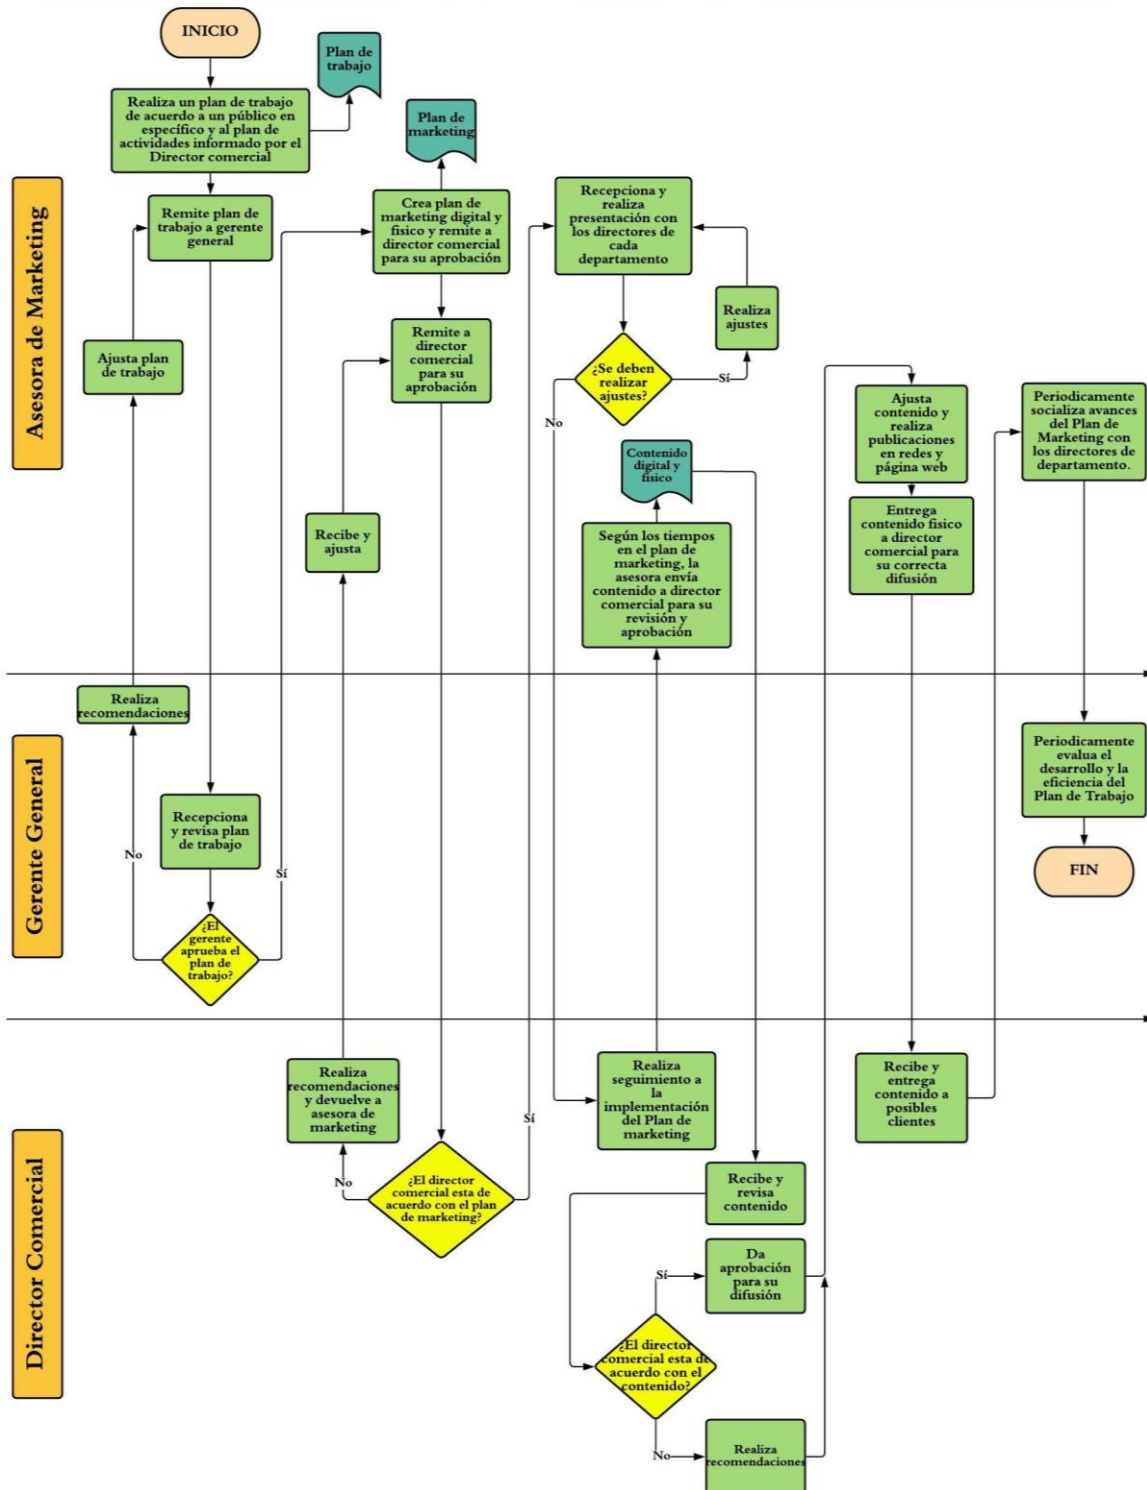 INICIO
Plan de
trabajo
Realiza un plan de trabajo
de acuerdo a un público en
específico y al plan de
actividades informado por el
Director comercial
Plan de
marketing
Asesora de Marketing
Remite plan de
trabajo a gerente
general
Crea plan de
marketing digital y
fisico y remite a
director comercial
para su aprobación
Recepciona y
realiza
presentación con
los directores de
cada
departamento
Realiza
ajustes
Remite a
director
comercial
para su
aprobación
Ajusta plan
de trabajo
¿Se deben
realizar
ajustes?
Sí
No
Ajusta
contenido y
realiza
publicaciones
en redes y
página web
Periodicamente
socializa avances
del Plan de
Marketing con
los directores de
departamento.
Contenido
digital y
fisico
Entrega
contenido fisico
a director
comercial para
su correcta
difusión
Recibe y
ajusta
Según los tiempos
en el plan de
marketing, la
asesora envía
contenido a director
comercial para su
revisión y
aprobación
Gerente General
Realiza
recomendaciones
Periodicamente
evalua el
desarrollo y la
eficiencia del
Plan de Trabajo
Recepciona
y revisa plan
de trabajo
No
Sí
FIN
¿El
gerente
aprueba el
plan de
trabajo?
Director Comercial
Realiza
recomendaciones
y devuelve a
asesora de
marketing
Realiza
seguimiento a
la
implementación
del Plan de
marketing
Recibe y
entrega
contenido a
posibles
clientes
Sí
No
¿El director
comercial esta de
acuerdo con el plan
de marketing?
Recibe y
revisa
contenido
Da
aprobación
para su
difusión
Sí
¿El director
comercial esta de
acuerdo con el
contenido?
No
Realiza
recomendaciones